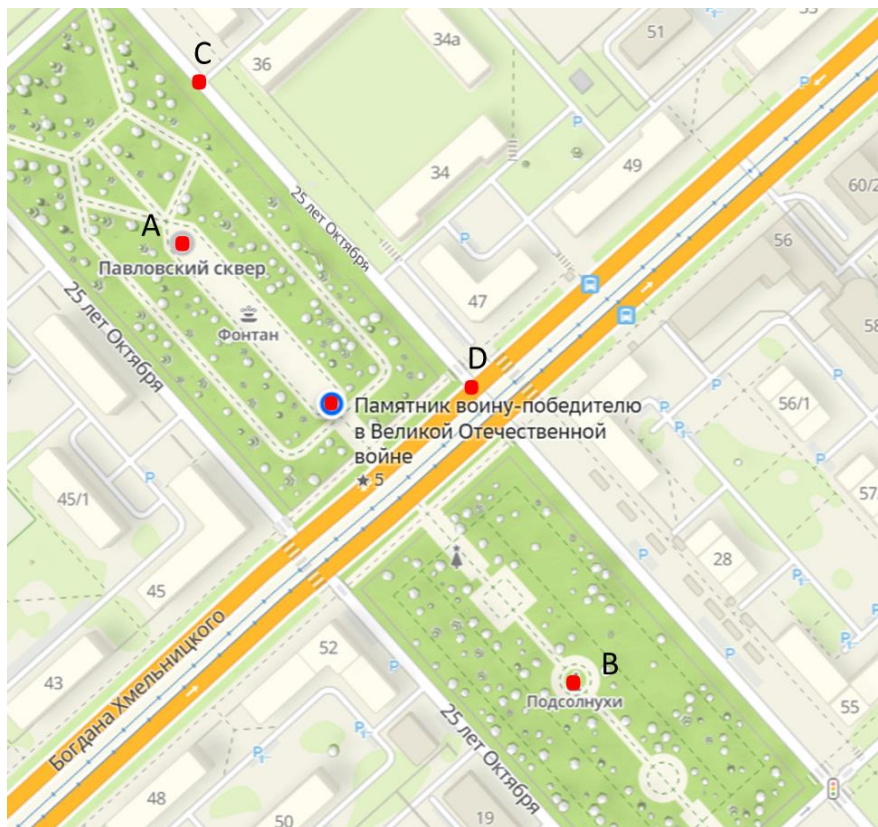 53
51
34а
C
36
P
34
49
60/2
25 лет Октября
A
P
Павловский сквер
56
47
25 лет Октября
Фонтан
58
D
Памятник воину-победителю
в Великой Отечественной
войне
5
56/1
P
P
45/1
P
57
28
P
45
Богдана Хмельницкого
52
43
P
B
Подсолнухи
P
55
25 лет Октября
P
48
50
19